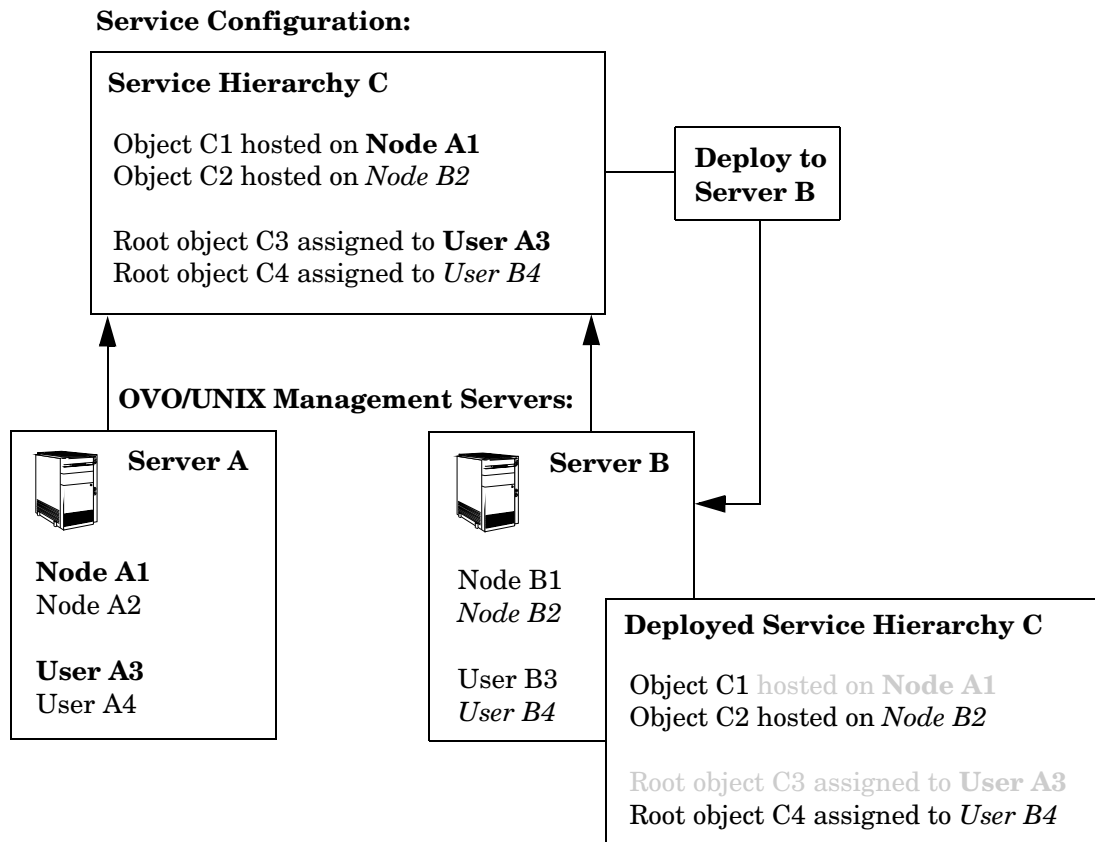 Service Configuration:
Service Hierarchy C
Object C1 hosted on Node A1
Object C2 hosted on Node B2
Root object C3 assigned to User A3
Root object C4 assigned to User B4
Deploy to
Server B
OVO/UNIX Management Servers:
Server A
Node A1
Node A2
User A3
User A4
Server B
Node B1
Node B2
User B3
User B4
Deployed Service Hierarchy C
Object C1 hosted on Node A1
Object C2 hosted on Node B2
Root object C3 assigned to User A3
Root object C4 assigned to User B4